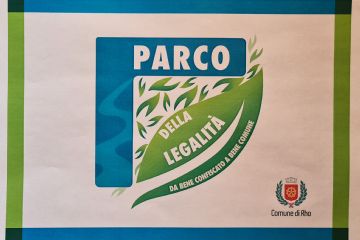 PARCO
DELLA
LEGALITÀ
DA BENE CONFISCATO A BENE COMUNE
Comune di Rho